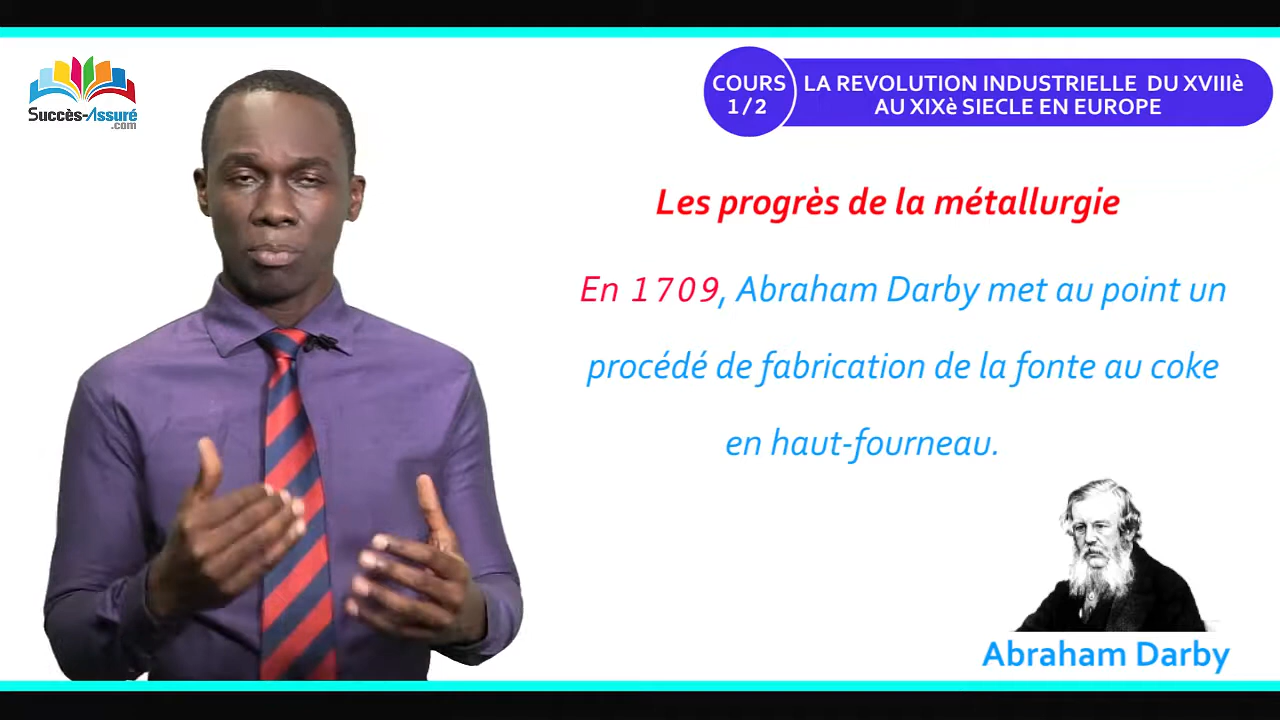 Succès-Assuré
.com
COURS
1/2
LA REVOLUTION INDUSTRIELLE DU XVIIIè
AU XIXè SIECLE EN EUROPE
Les progrès de la métallurgie
En 1709, Abraham Darby met au point un
procédé de fabrication de la fonte au coke
en haut-fourneau.
Abraham Darby